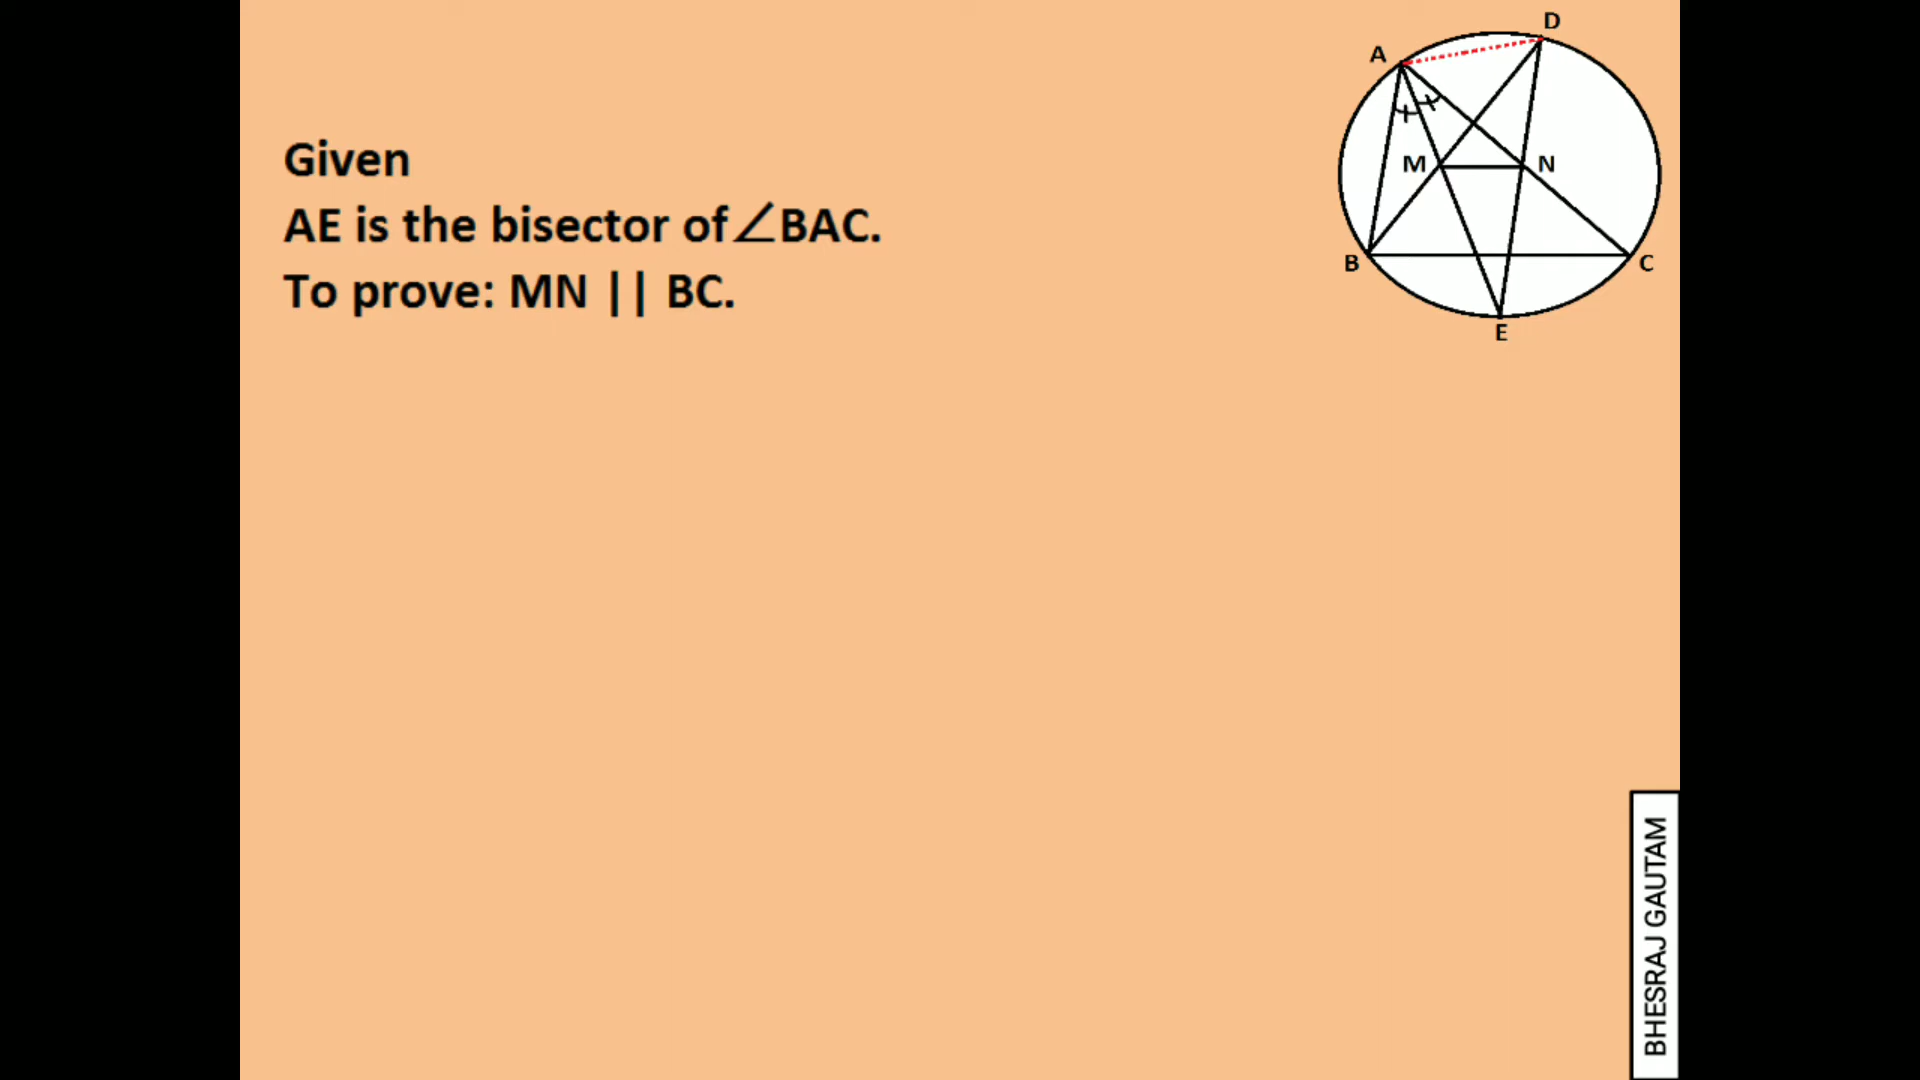 D
A
Given
M N
AE is the bisector of∠BAC.
B C
To prove: MN || BC.
E
BHESRAJ GAUTAM